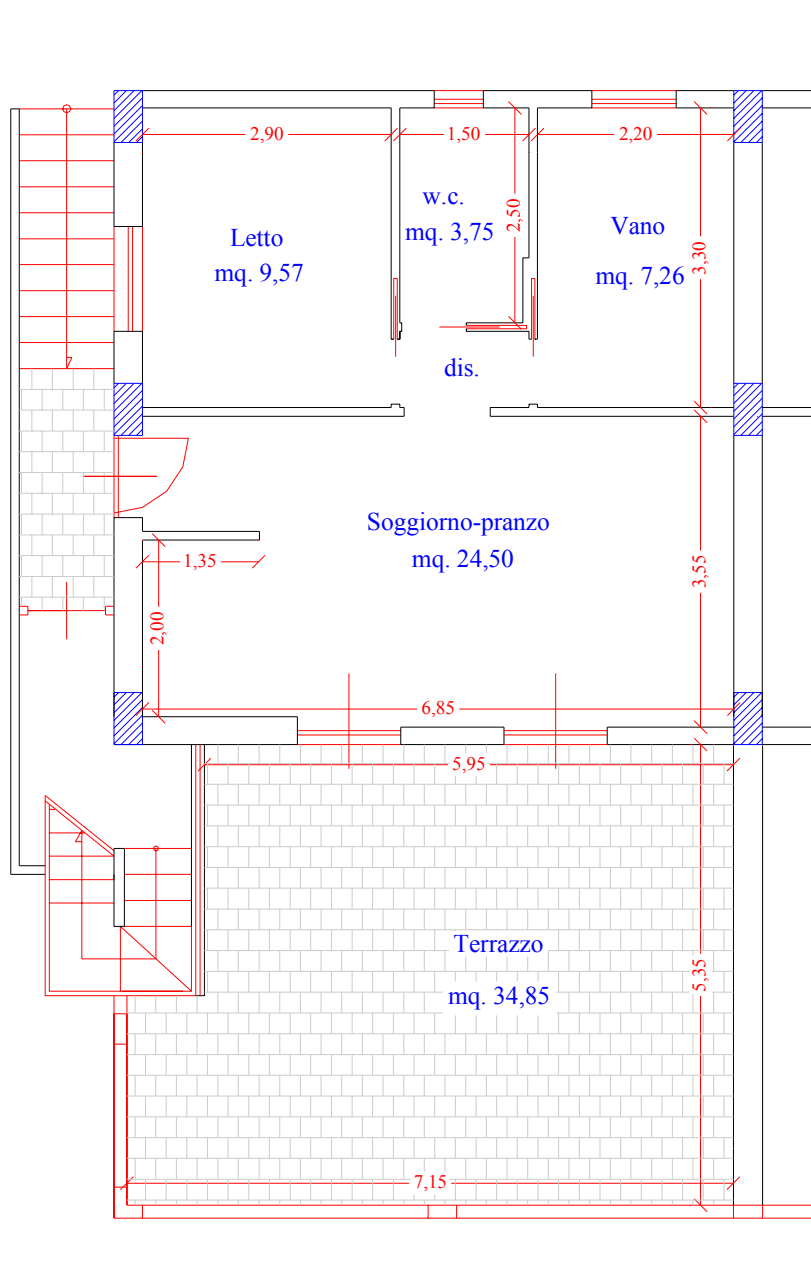 2,90
1,50
2,20
w.c.
mq. 3,75
2,50
Letto
mq. 9,57
Vano
mq. 7,26
3,30
dis.
Soggiorno-pranzo
mq. 24,50
1,35
3,55
2,00
6,85
5,95
Terrazzo
mq. 34,85
5,35
7,15